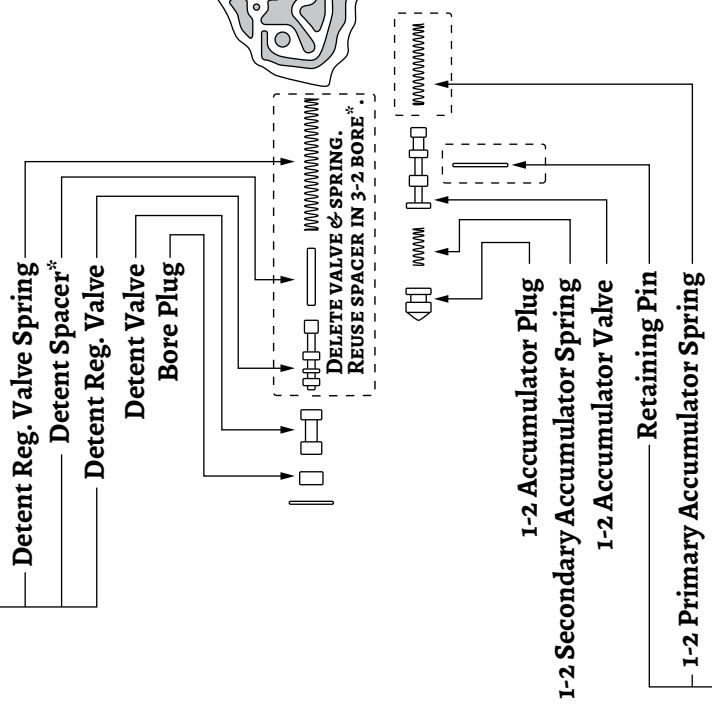 Detent Reg. Valve Spring
Detent Spacer*
Detent Reg. Valve
Detent Valve
Bore Plug
DELETE VALVE & SPRING.
REUSE SPACER IN 3-2 BORE*.
1-2 Accumulator Plug
1-2 Secondary Accumulator Spring
1-2 Accumulator Valve
Retaining Pin
1-2 Primary Accumulator Spring